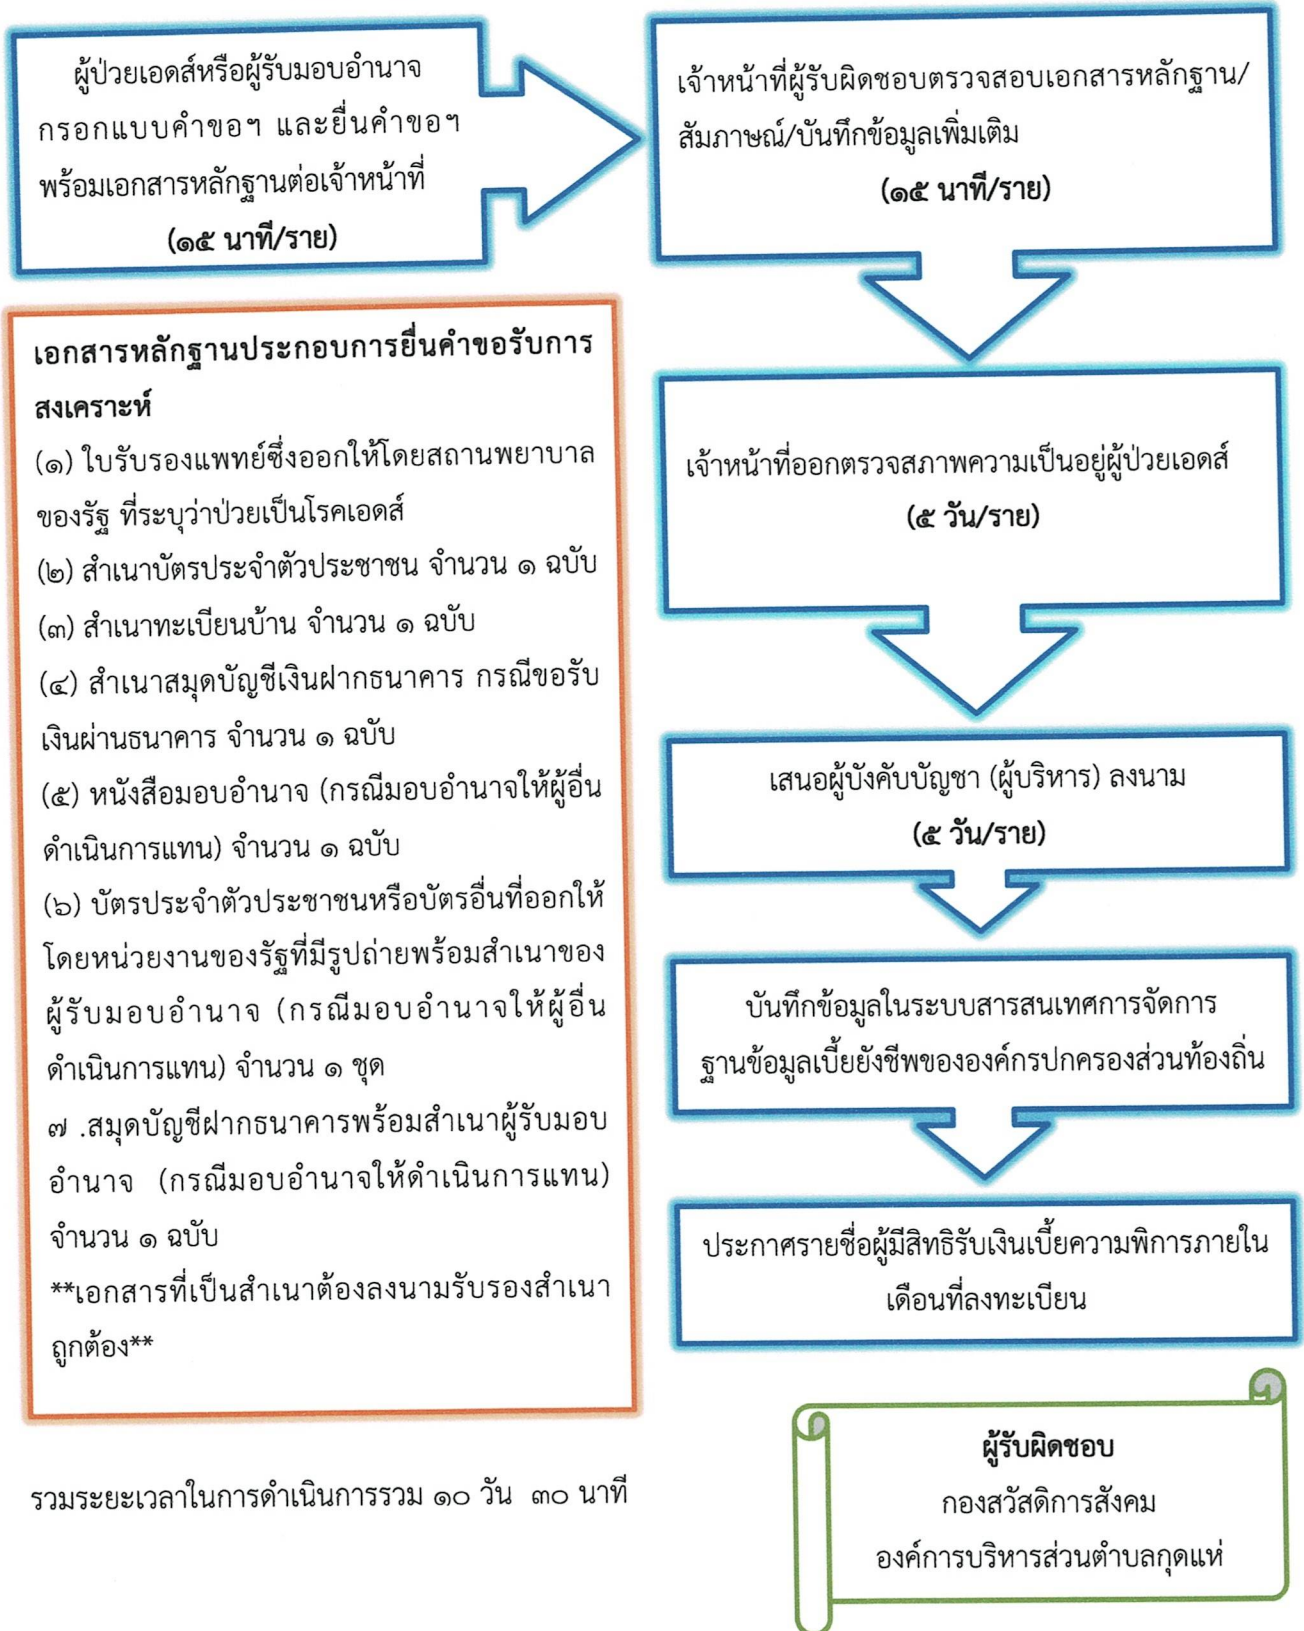 ผู้ป่วยเอดส์หรือผู้รับมอบอำนาจ
กรอกแบบคำขอฯ และยื่นคำขอฯ
พร้อมเอกสารหลักฐานต่อเจ้าหน้าที่
(๑๕ นาที/ราย)
เจ้าหน้าที่ผู้รับผิดชอบตรวจสอบเอกสารหลักฐาน/
สัมภาษณ์/บันทึกข้อมูลเพิ่มเติม
(๑๕ นาที/ราย)
เจ้าหน้าที่ออกตรวจสภาพความเป็นอยู่ผู้ป่วยเอดส์
(๕ วัน/ราย)
เสนอผู้บังคับบัญชา (ผู้บริหาร) ลงนาม
(๕ วัน/ราย)
บันทึกข้อมูลในระบบสารสนเทศการจัดการ
ฐานข้อมูลเบี้ยยังชีพขององค์กรปกครองส่วนท้องถิ่น
ประกาศรายชื่อผู้มีสิทธิรับเงินเบี้ยความพิการภายใน
เดือนที่ลงทะเบียน
เอกสารหลักฐานประกอบการยื่นคำขอรับการ
สงเคราะห์
(๑) ใบรับรองแพทย์ซึ่งออกให้โดยสถานพยาบาล
ของรัฐ ที่ระบุว่าป่วยเป็นโรคเอดส์
(๒) สำเนาบัตรประจำตัวประชาชน จำนวน ๑ ฉบับ
(๓) สำเนาทะเบียนบ้าน จำนวน ๑ ฉบับ
(๔) สำเนาสมุดบัญชีเงินฝากธนาคาร กรณีขอรับ
เงินผ่านธนาคาร จำนวน ๑ ฉบับ
(๕) หนังสือมอบอำนาจ (กรณีมอบอำนาจให้ผู้อื่น
ดำเนินการแทน) จำนวน ๑ ฉบับ
(๖) บัตรประจำตัวประชาชนหรือบัตรอื่นที่ออกให้
โดยหน่วยงานของรัฐที่มีรูปถ่ายพร้อมสำเนาของ
ผู้รับมอบอำนาจ (กรณีมอบอำนาจให้ผู้อื่น
ดำเนินการแทน) จำนวน ๑ ชุด
๗ .สมุดบัญชีฝากธนาคารพร้อมสำเนาผู้รับมอบ
อำนาจ (กรณีมอบอำนาจให้ดำเนินการแทน)
จำนวน ๑ ฉบับ
**เอกสารที่เป็นสำเนาต้องลงนามรับรองสำเนา
ถูกต้อง**
รวมระยะเวลาในการดำเนินการรวม ๑๐ วัน ๓๐ นาที
ผู้รับผิดชอบ
กองสวัสดิการสังคม
องค์การบริหารส่วนตำบลกุดแห่